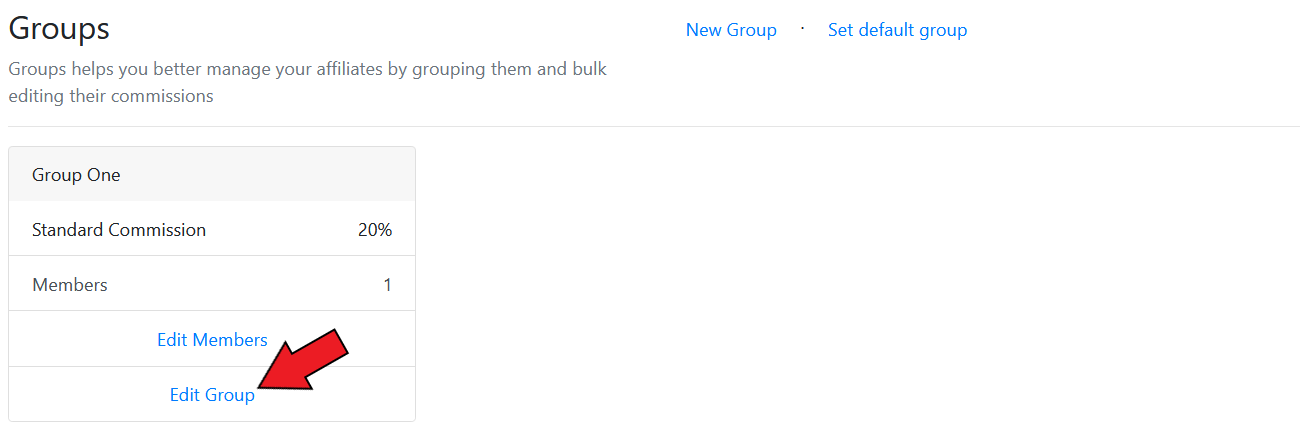 Groups
New Group · Set default group
Groups helps you better manage your affiliates by grouping them and bulk
editing their commissions
Group One
Standard Commission 20%
Members 1
Edit Members
Edit Group